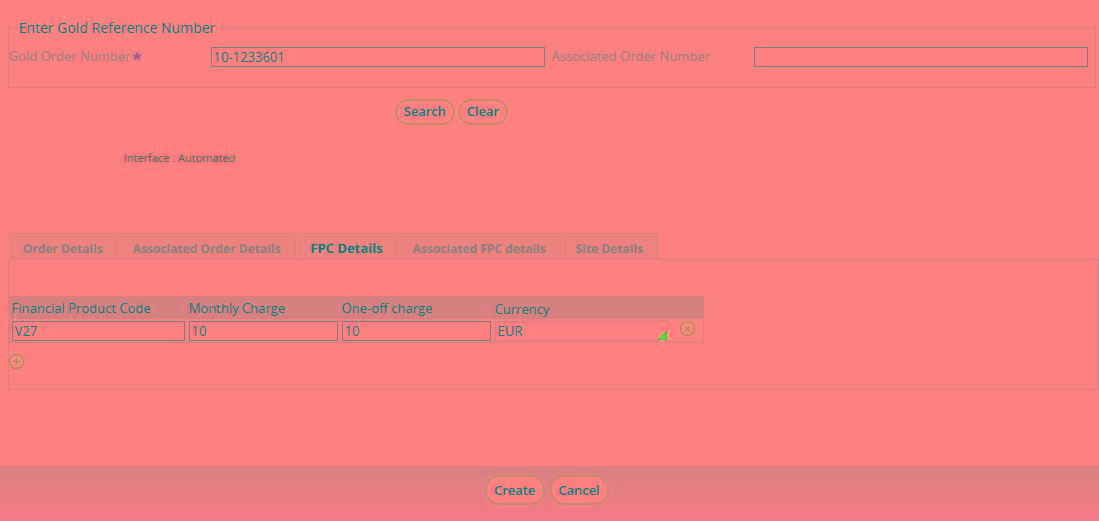 Enter Gold Reference Number
Gold Order Number* 10-1233601 Associated Order Number
Search Clear
Interface : Automated
Order Details Associated Order Details FPC Details Associated FPC details Site Details
Financial Product Code Monthly Charge One-off charge Currency
V27 10 10 EUR
Create Cancel